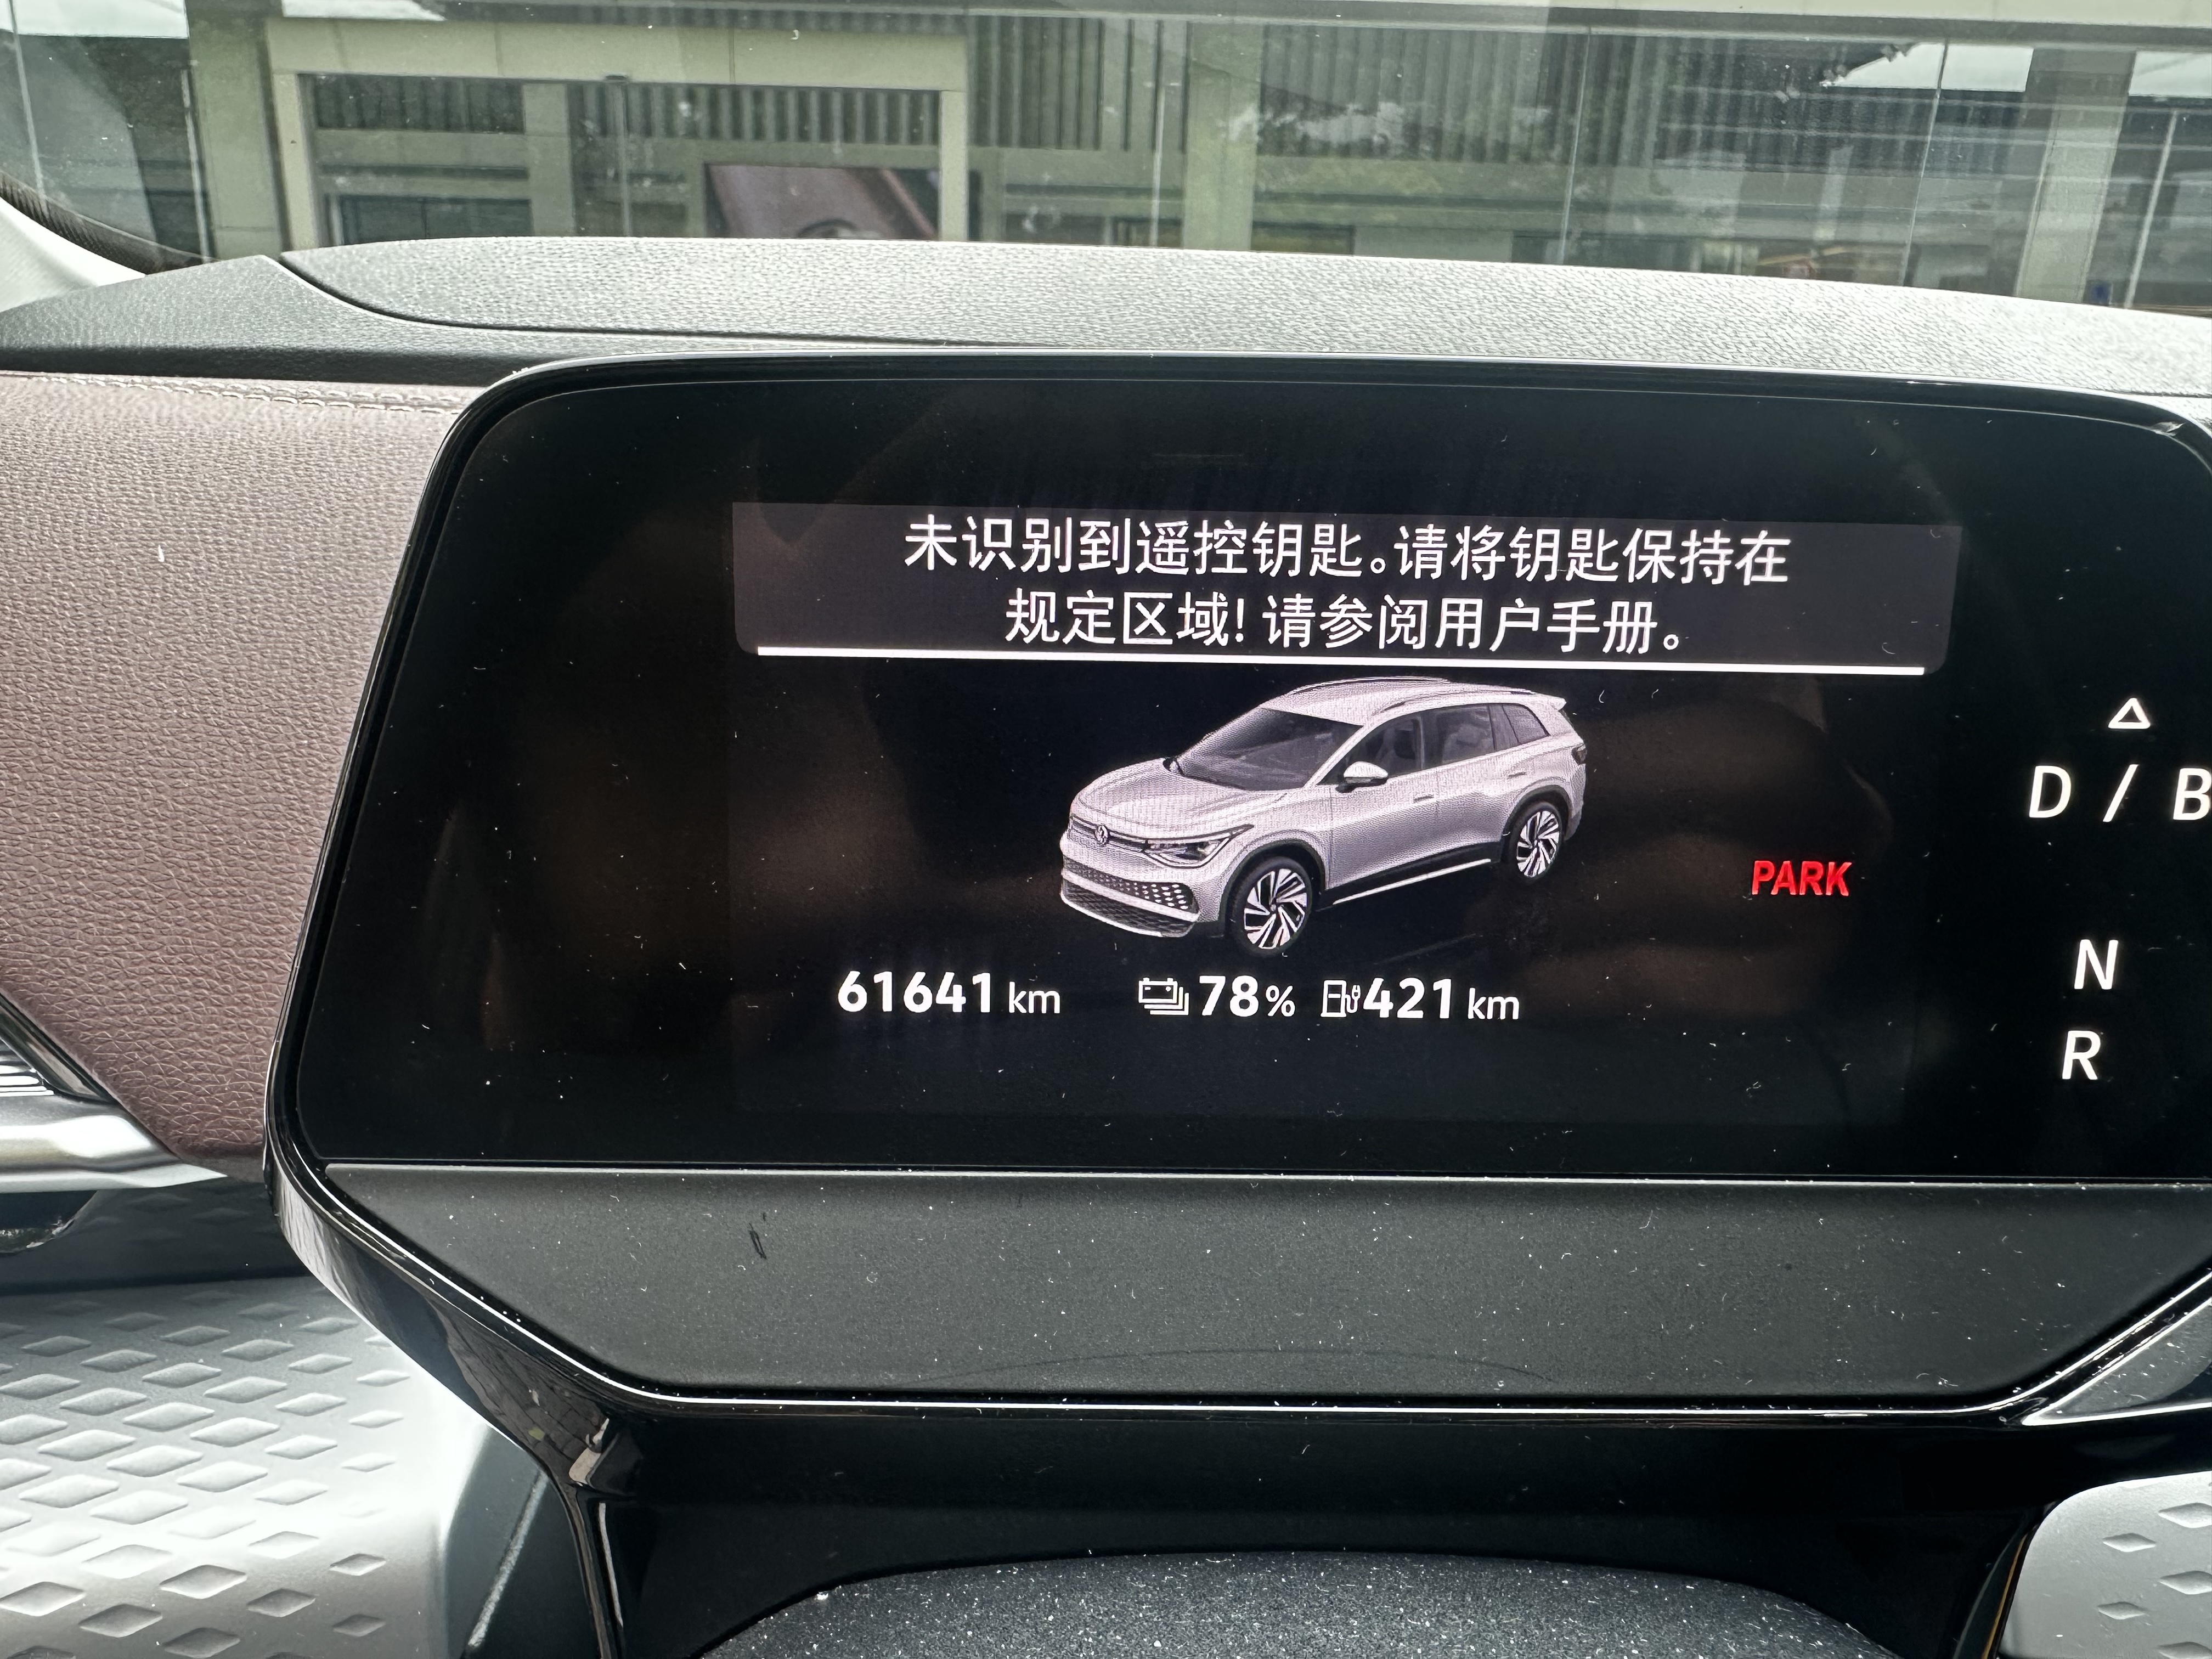 未识别到遥控钥匙。请将钥匙保持在
规定区域！请参阅用户手册。
D / B
PARK
N
61641 km 78% 421 km
R